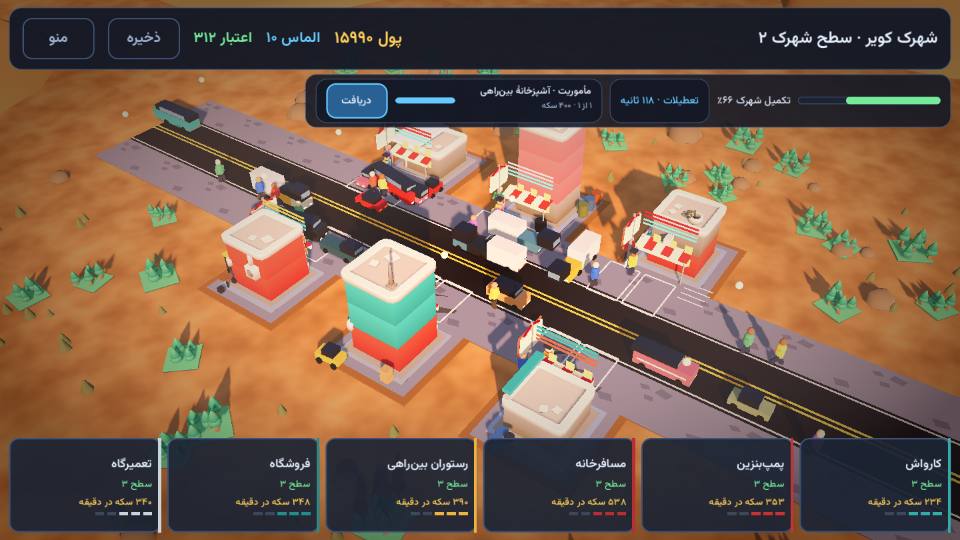 شهرک کویر · سطح شهرک ۲
پول ۱۵۹۹۰
الماس ۱۰
اعتبار ۳۱۲
ذخیره
منو
تکمیل شهرک ۶۶٪
تعطیلات · ۱۱۸ ثانیه
مأموریت · آشپزخانهٔ بین‌راهی
۱ از ۱ · ۴۰۰ سکه
دریافت
کارواش
سطح ۳
۲۳۴ سکه در دقیقه
پمپ‌بنزین
سطح ۳
۳۵۳ سکه در دقیقه
مسافرخانه
سطح ۳
۵۳۸ سکه در دقیقه
رستوران بین‌راهی
سطح ۳
۳۹۰ سکه در دقیقه
فروشگاه
سطح ۳
۳۴۸ سکه در دقیقه
تعمیرگاه
سطح ۳
۳۴۰ سکه در دقیقه